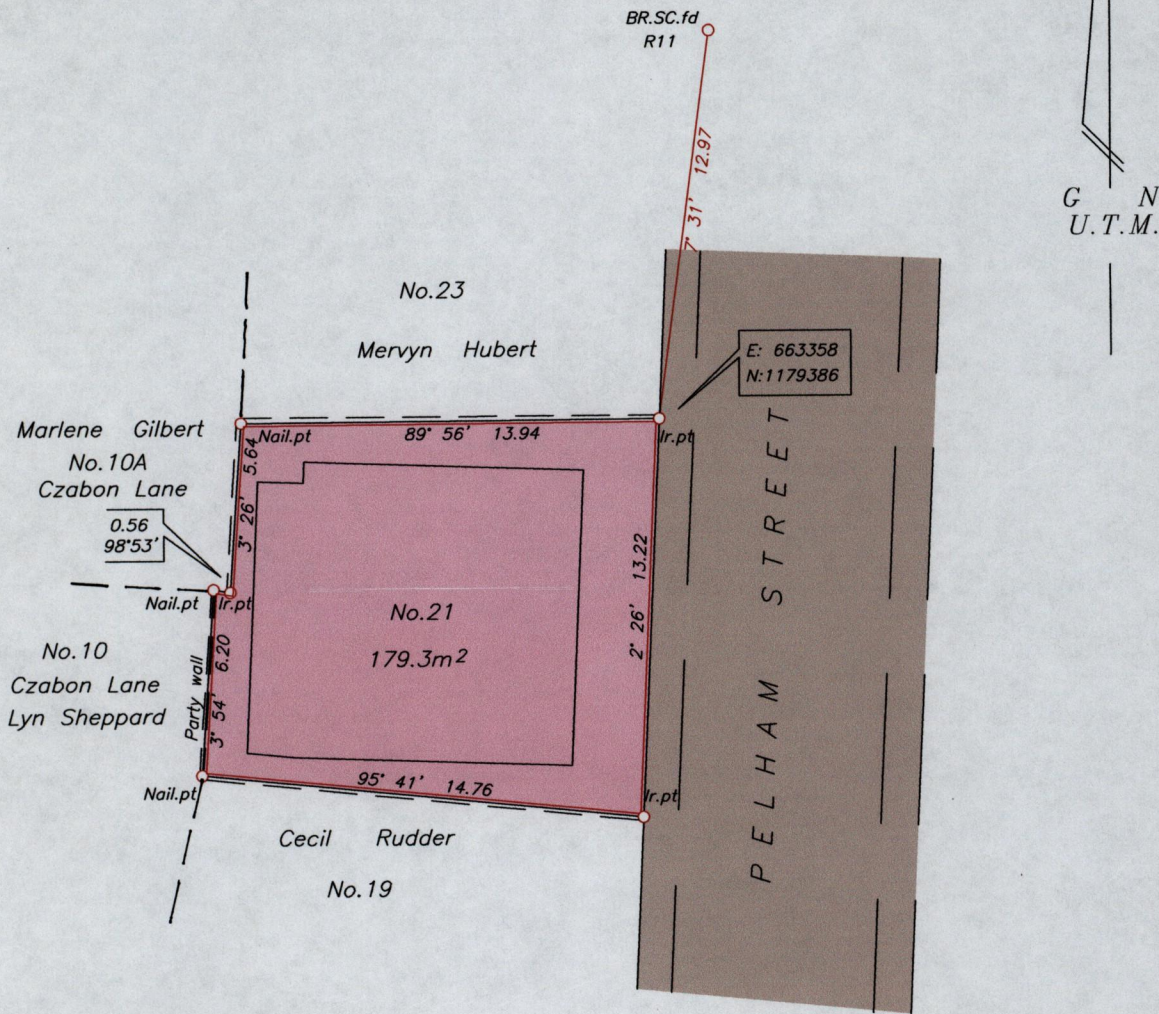 BR.SC.fd
R11
7° 31' 12.97
G N
U.T.M.
No.23
Mervyn Hubert
E: 663358
N:1179386
Marlene Gilbert
No.10A
Czabon Lane
0.56
98°53'
Nail.pt
89° 56' 13.94
Ir.pt
3° 26' 5.64
Nail.pt
Ir.pt
No.21
179.3m²
2° 26' 13.22
PELHAM STREET
No.10
Czabon Lane
Lyn Sheppard
Party wall
3° 54' 6.20
Nail.pt
95° 41' 14.76
Ir.pt
Cecil Rudder
No.19